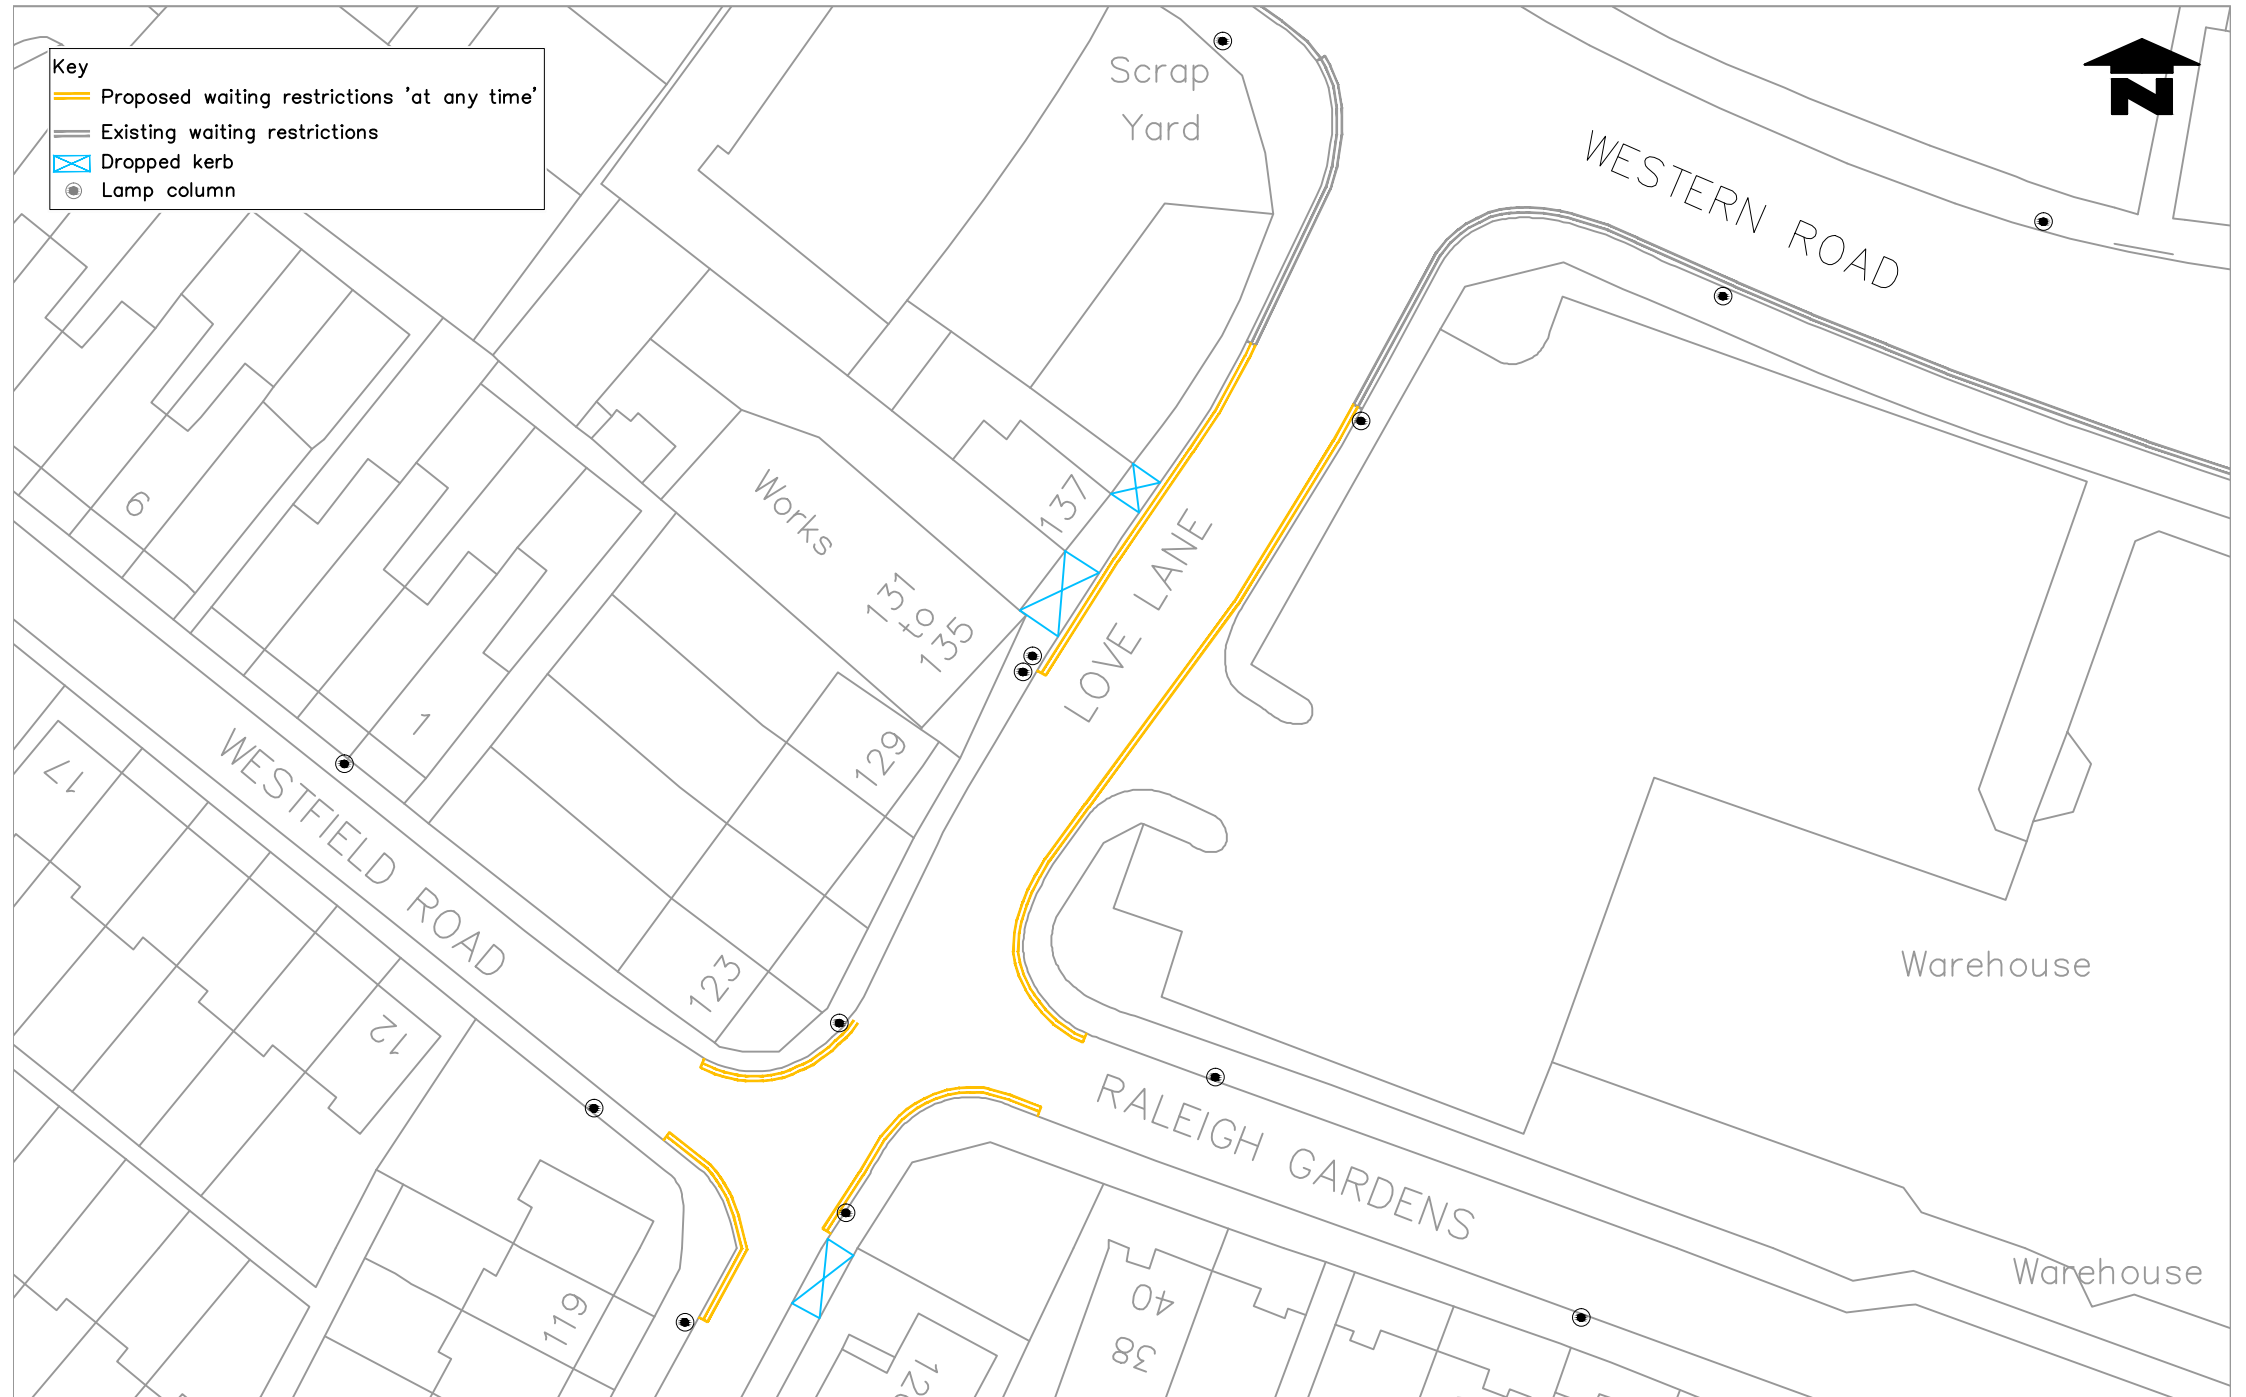 Key
Proposed waiting restrictions 'at any time'
Existing waiting restrictions
Dropped kerb
Lamp column
Scrap
Yard
N
WESTERN ROAD
6
137
Works
131
to
135
LOVE LANE
1
129
17
WESTFIELD ROAD
12
123
Warehouse
RALEIGH GARDENS
Warehouse
119
40
38